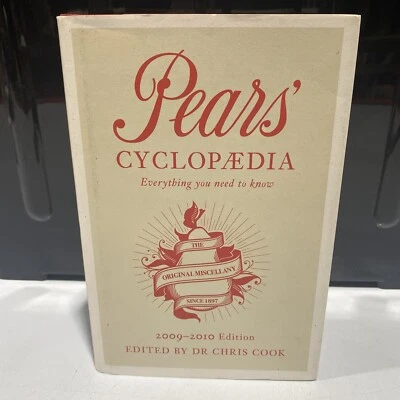 Pears'
CYCLOPÆDIA
Everything you need to know
THE
ORIGINAL MISCELLANY
SINCE 1897
2009–2010 Edition
EDITED BY DR CHRIS COOK